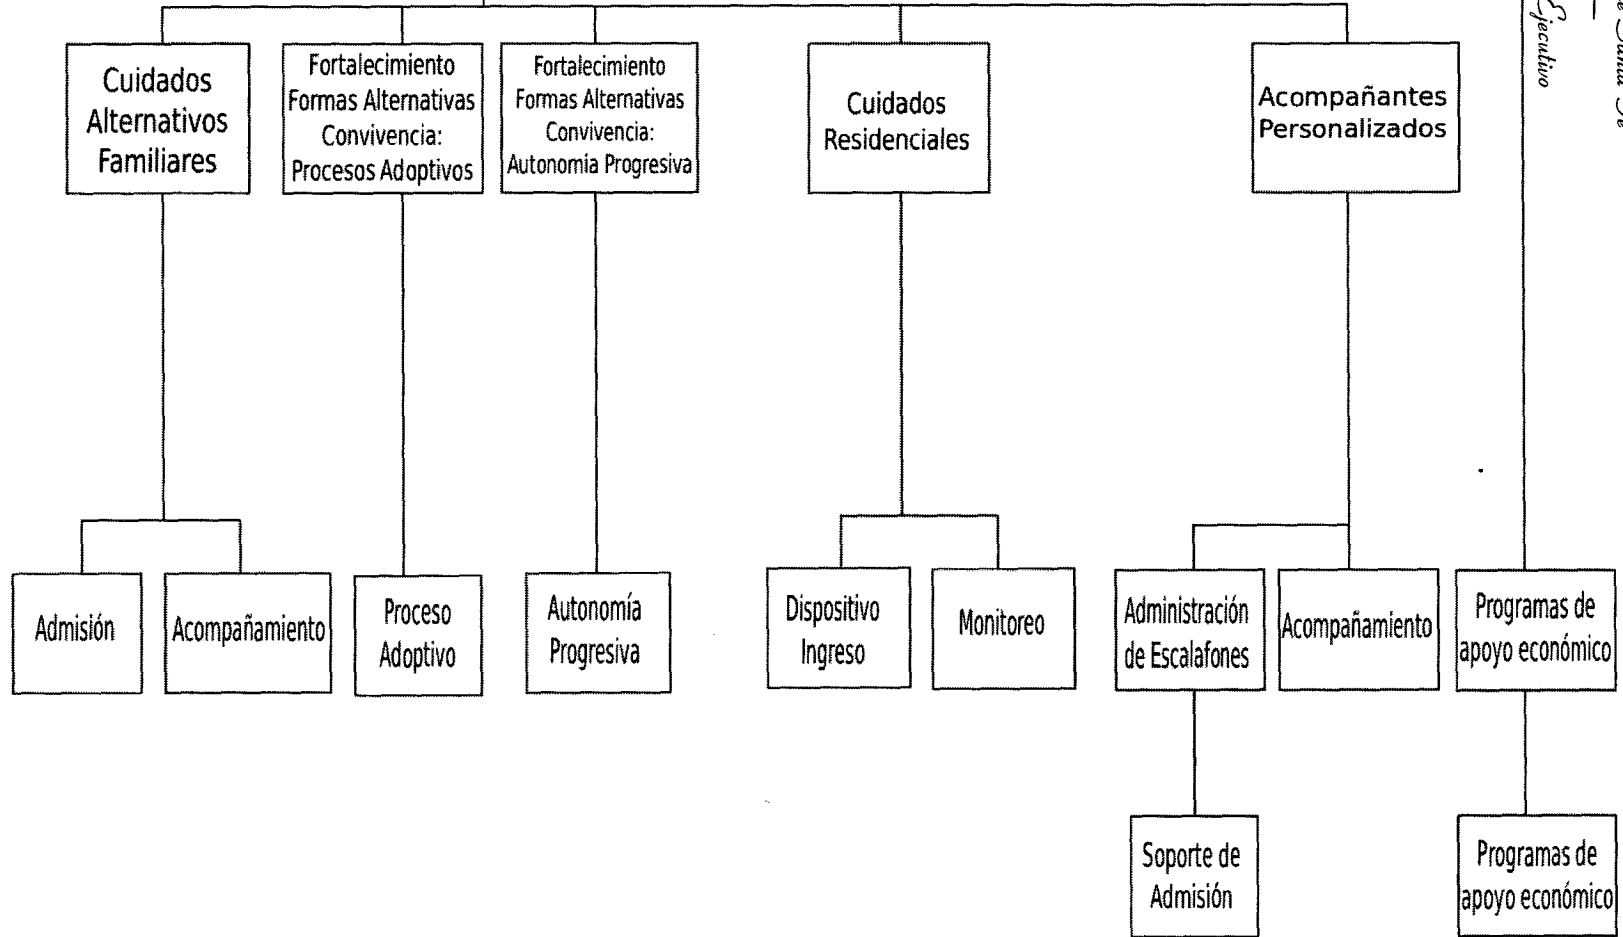 Ejecutivo
Cuidados
Alternativos
Familiares
Fortalecimiento
Formas Alternativas
Convivencia:
Procesos Adoptivos
Fortalecimiento
Formas Alternativas
Convivencia:
Autonomía Progresiva
Cuidados
Residenciales
Acompañantes
Personalizados
Admisión
Acompañamiento
Proceso
Adoptivo
Autonomía
Progresiva
Dispositivo
Ingreso
Monitoreo
Administración
de Escalafones
Acompañamiento
Programas de
apoyo económico
Soporte de
Admisión
Programas de
apoyo económico